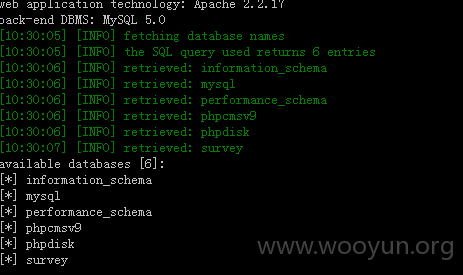 web application technology: Apache 2.2.17
back-end DBMS: MySQL 5.0
[10:30:05] [INFO] fetching database names
[10:30:05] [INFO] the SQL query used returns 6 entries
[10:30:06] [INFO] retrieved: information_schema
[10:30:06] [INFO] retrieved: mysql
[10:30:06] [INFO] retrieved: performance_schema
[10:30:06] [INFO] retrieved: phpcmsv9
[10:30:06] [INFO] retrieved: phpdisk
[10:30:07] [INFO] retrieved: survey
available databases [6]:
[*] information_schema
[*] mysql
[*] performance_schema
[*] phpcmsv9
[*] phpdisk
[*] survey
www.wooyun.org